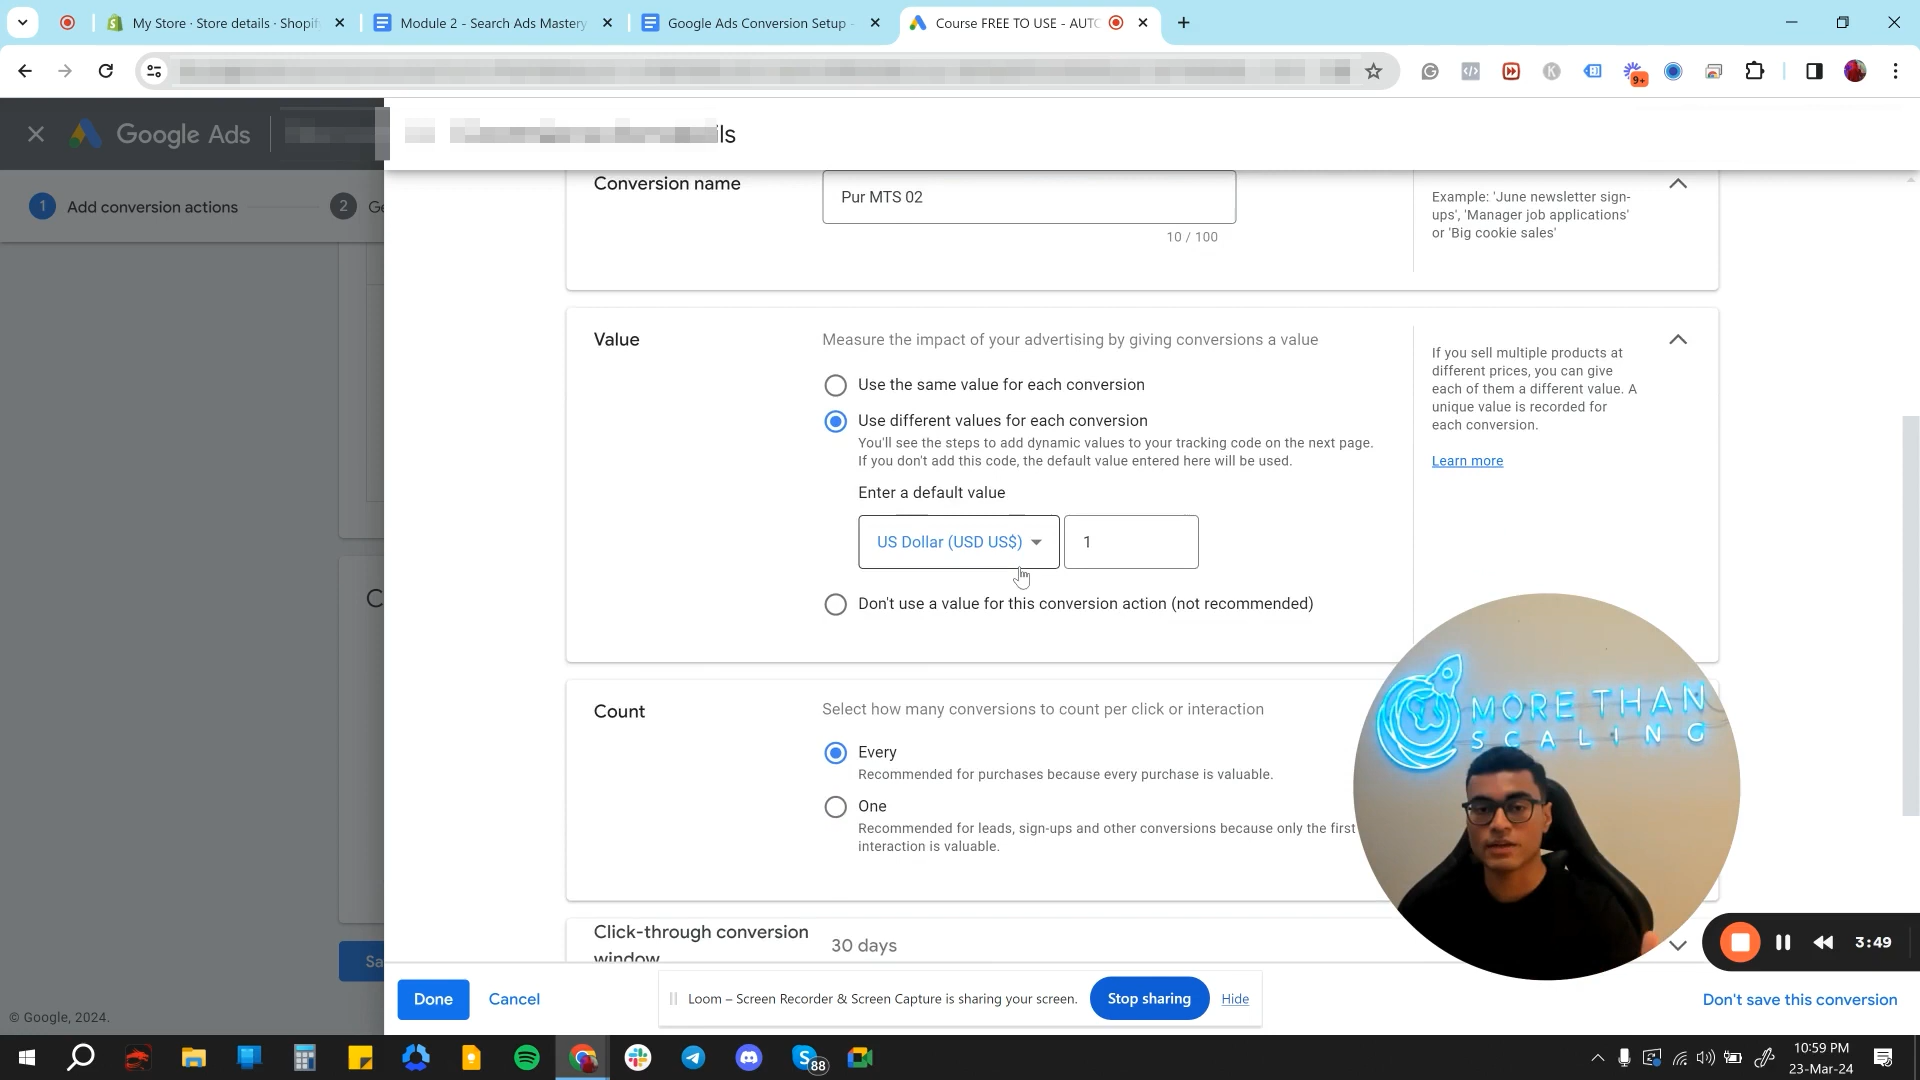 My Store · Store details · Shopif
Module 2 - Search Ads Mastery
Google Ads Conversion Setup -
Course FREE TO USE - AUTO
9+
Google Ads
ls
1 Add conversion actions
2 Ge
Conversion name
Pur MTS 02
10 / 100
Example: 'June newsletter sign-
ups', 'Manager job applications'
or 'Big cookie sales'
Value
Measure the impact of your advertising by giving conversions a value
Use the same value for each conversion
Use different values for each conversion
You'll see the steps to add dynamic values to your tracking code on the next page.
If you don't add this code, the default value entered here will be used.
Enter a default value
US Dollar (USD US$)
1
Don't use a value for this conversion action (not recommended)
If you sell multiple products at
different prices, you can give
each of them a different value. A
unique value is recorded for
each conversion.
Learn more
C
Count
Select how many conversions to count per click or interaction
Every
Recommended for purchases because every purchase is valuable.
One
Recommended for leads, sign-ups and other conversions because only the first
interaction is valuable.
MORE THAN
SCALING
Click-through conversion
window
30 days
3:49
Sa
Done
Cancel
Loom – Screen Recorder & Screen Capture is sharing your screen.
Stop sharing
Hide
Don't save this conversion
© Google, 2024.
88
10:59 PM
23-Mar-24